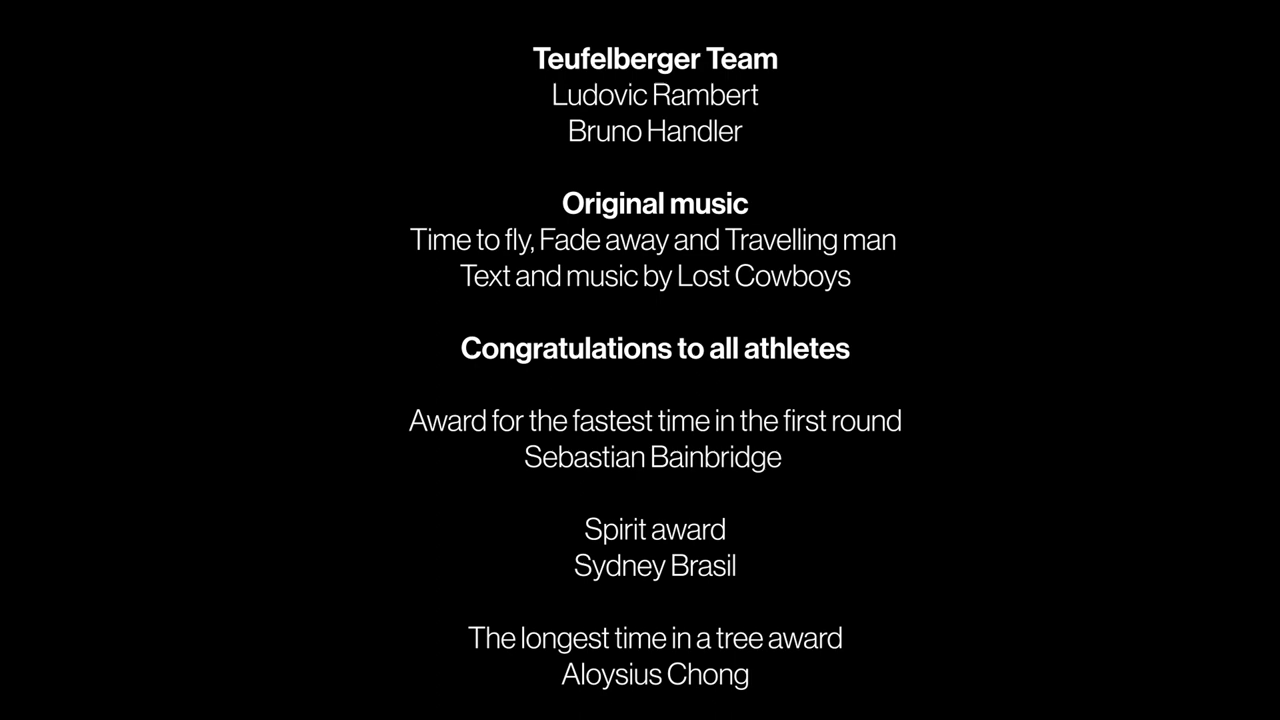 Teufelberger Team
Ludovic Rambert
Bruno Handler
Original music
Time to fly, Fade away and Travelling man
Text and music by Lost Cowboys
Congratulations to all athletes
Award for the fastest time in the first round
Sebastian Bainbridge
Spirit award
Sydney Brasil
The longest time in a tree award
Aloysius Chong